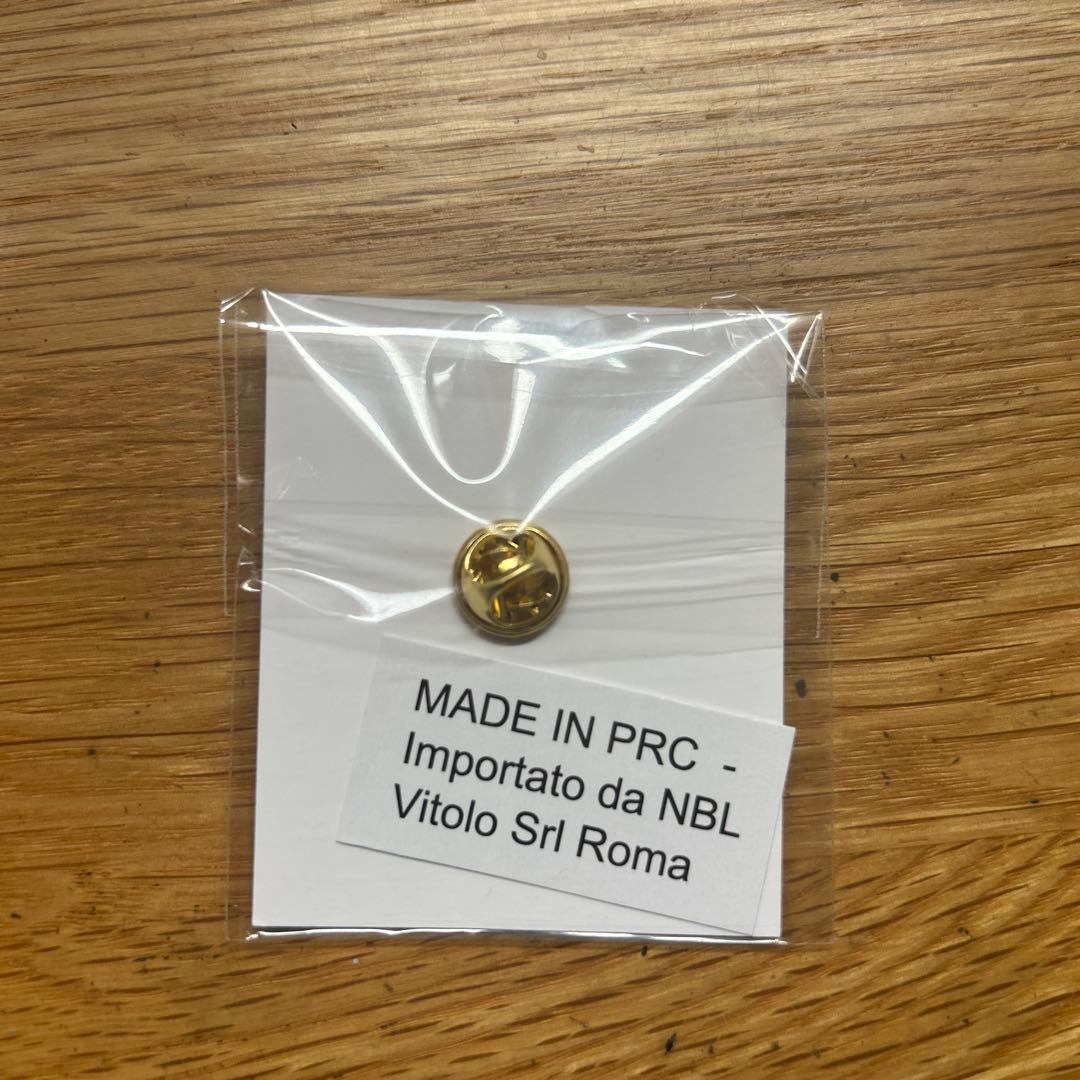 MADE IN PRC -
Importato da NBL
Vitolo Srl Roma